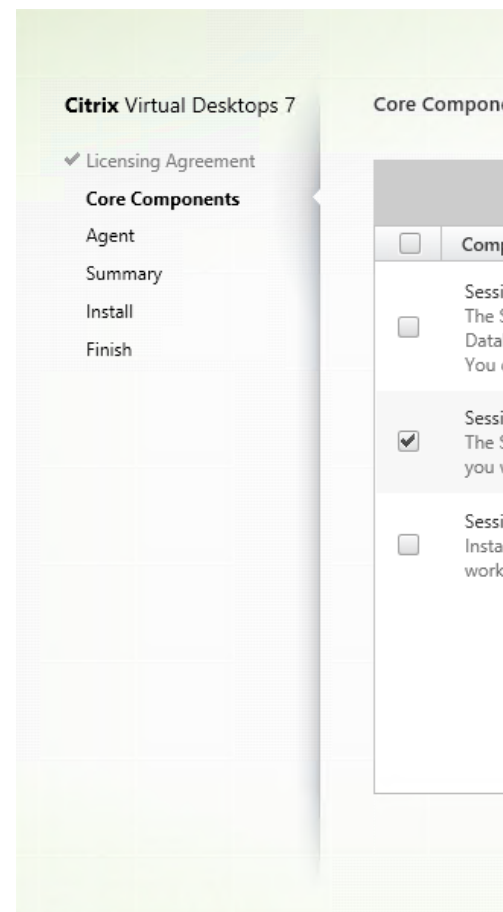 Citrix Virtual Desktops 7
Licensing Agreement
Core Components
Agent
Summary
Install
Finish
Core Compon
Comp
Sessi
The S
Data
You
Sessi
The S
you
Sessi
Insta
work